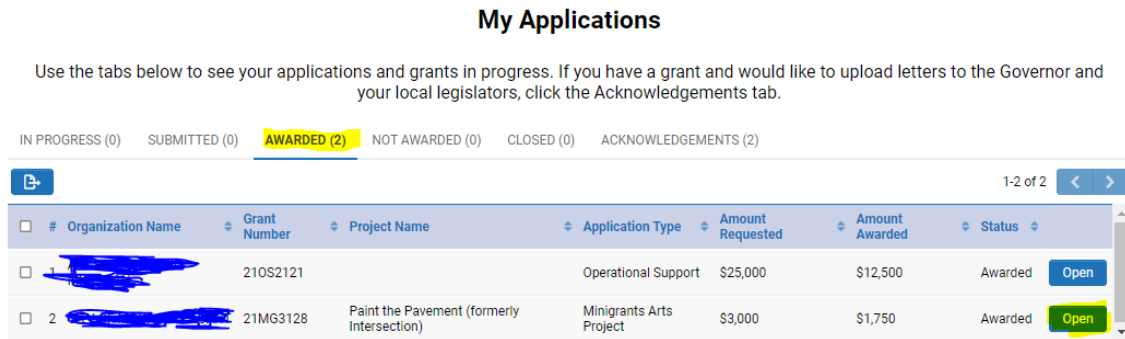 My Applications
Use the tabs below to see your applications and grants in progress. If you have a grant and would like to upload letters to the Governor and
your local legislators, click the Acknowledgements tab.
IN PROGRESS (0) SUBMITTED (0) AWARDED (2) NOT AWARDED (0) CLOSED (0) ACKNOWLEDGEMENTS (2)
1-2 of 2
# Organization Name Grant Number Project Name Application Type Amount Requested Amount Awarded Status
1 21OS2121 Operational Support $25,000 $12,500 Awarded Open
2 21MG3128 Paint the Pavement (formerly Intersection) Minigrants Arts Project $3,000 $1,750 Awarded Open